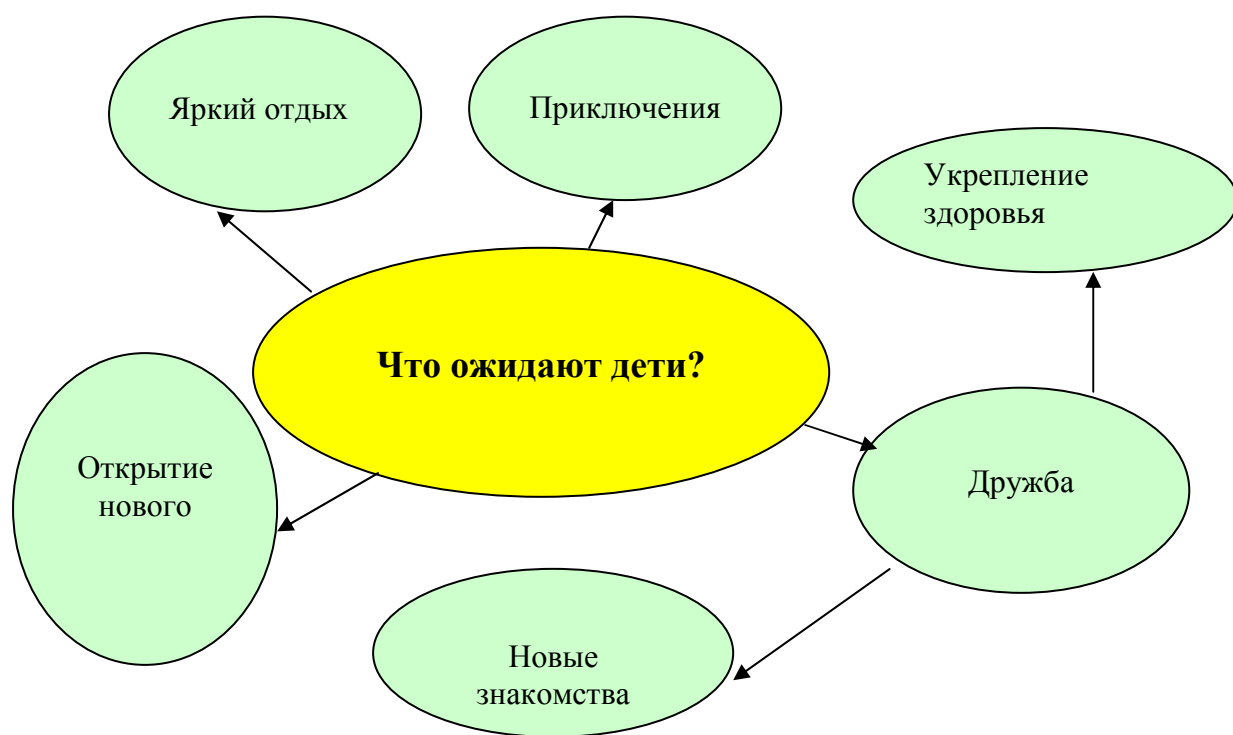 Яркий отдых
Приключения
Укрепление
здоровья
Что ожидают дети?
Открытие
нового
Дружба
Новые
знакомства